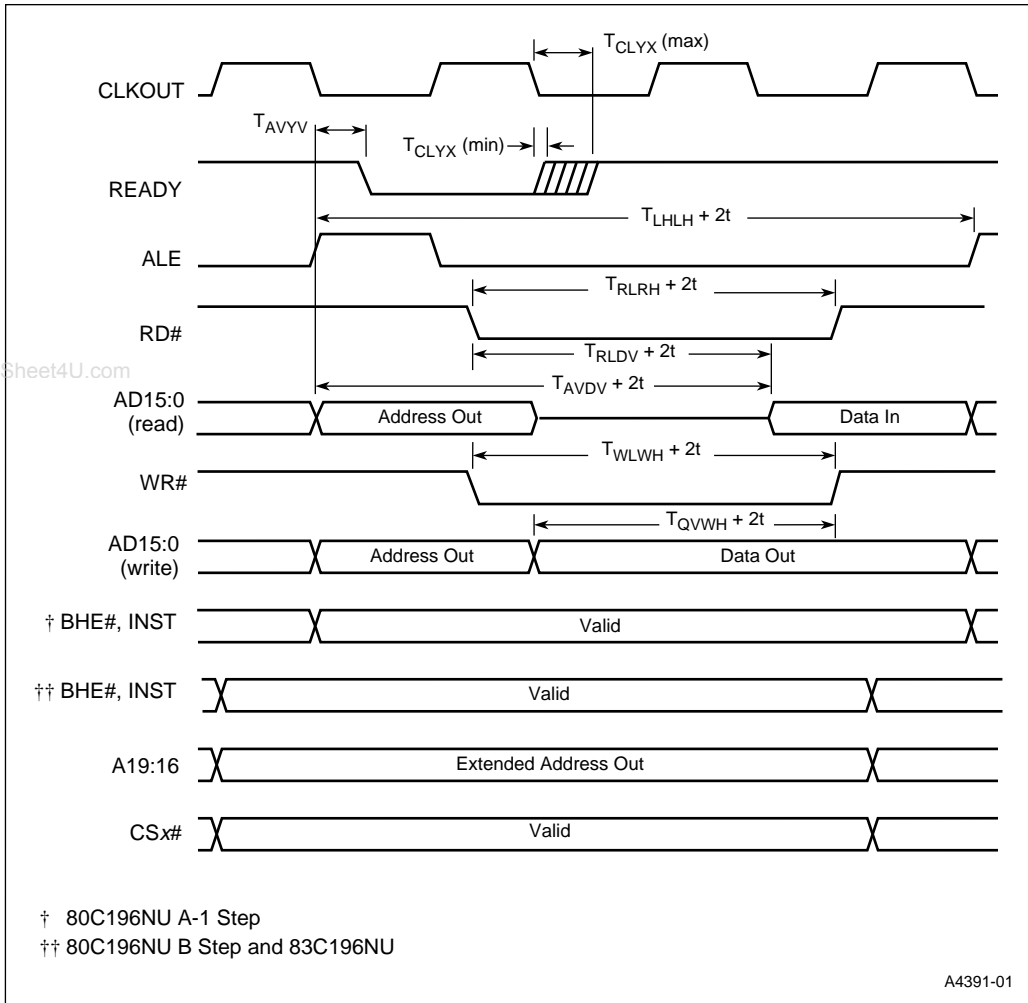 T_CLYX (max)
CLKOUT
T_AVYV
T_CLYX (min)
READY
T_LHLH + 2t
ALE
T_RLRH + 2t
RD#
T_RLDV + 2t
Sheet4U.com
T_AVDV + 2t
AD15:0
(read)
Address Out
Data In
T_WLWH + 2t
WR#
T_QVWH + 2t
AD15:0
(write)
Address Out
Data Out
† BHE#, INST
Valid
†† BHE#, INST
Valid
A19:16
Extended Address Out
CSx#
Valid
† 80C196NU A-1 Step
†† 80C196NU B Step and 83C196NU
A4391-01